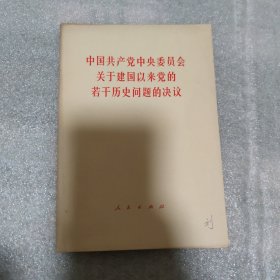 中国共产党中央委员会
关于建国以来党的
若干历史问题的决议
人民出版社
刘